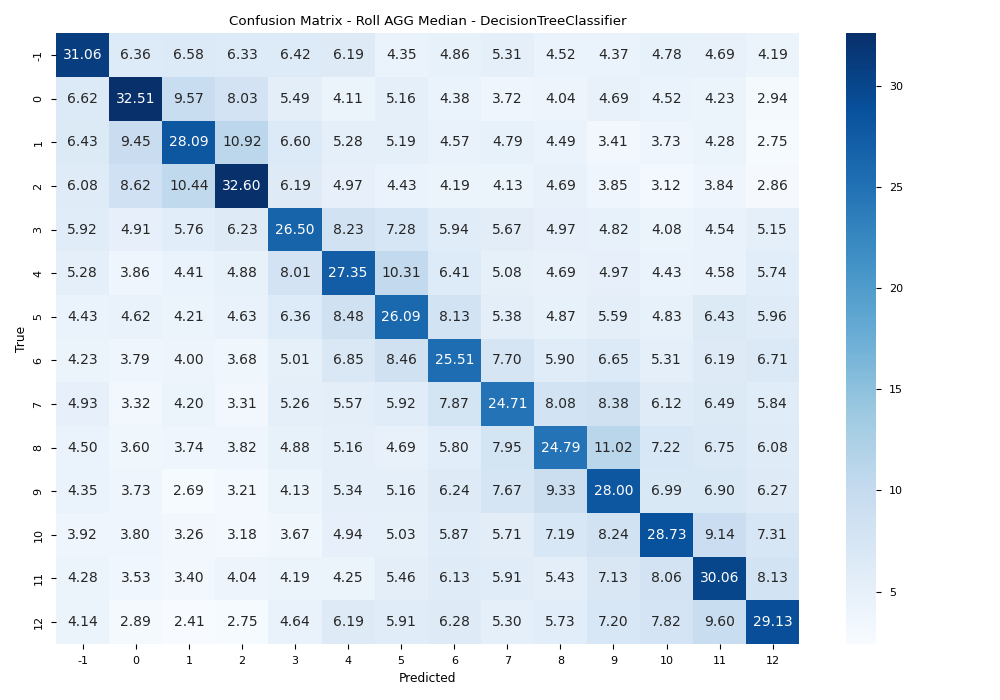 Confusion Matrix - Roll AGG Median - DecisionTreeClassifier
-1 31.06 6.36 6.58 6.33 6.42 6.19 4.35 4.86 5.31 4.52 4.37 4.78 4.69 4.19
0 6.62 32.51 9.57 8.03 5.49 4.11 5.16 4.38 3.72 4.04 4.69 4.52 4.23 2.94
1 6.43 9.45 28.09 10.92 6.60 5.28 5.19 4.57 4.79 4.49 3.41 3.73 4.28 2.75
2 6.08 8.62 10.44 32.60 6.19 4.97 4.43 4.19 4.13 4.69 3.85 3.12 3.84 2.86
3 5.92 4.91 5.76 6.23 26.50 8.23 7.28 5.94 5.67 4.97 4.82 4.08 4.54 5.15
4 5.28 3.86 4.41 4.88 8.01 27.35 10.31 6.41 5.08 4.69 4.97 4.43 4.58 5.74
5 4.43 4.62 4.21 4.63 6.36 8.48 26.09 8.13 5.38 4.87 5.59 4.83 6.43 5.96
6 4.23 3.79 4.00 3.68 5.01 6.85 8.46 25.51 7.70 5.90 6.65 5.31 6.19 6.71
7 4.93 3.32 4.20 3.31 5.26 5.57 5.92 7.87 24.71 8.08 8.38 6.12 6.49 5.84
8 4.50 3.60 3.74 3.82 4.88 5.16 4.69 5.80 7.95 24.79 11.02 7.22 6.75 6.08
9 4.35 3.73 2.69 3.21 4.13 5.34 5.16 6.24 7.67 9.33 28.00 6.99 6.90 6.27
10 3.92 3.80 3.26 3.18 3.67 4.94 5.03 5.87 5.71 7.19 8.24 28.73 9.14 7.31
11 4.28 3.53 3.40 4.04 4.19 4.25 5.46 6.13 5.91 5.43 7.13 8.06 30.06 8.13
12 4.14 2.89 2.41 2.75 4.64 6.19 5.91 6.28 5.30 5.73 7.20 7.82 9.60 29.13
-1 0 1 2 3 4 5 6 7 8 9 10 11 12
Predicted
True
30
25
20
15
10
5